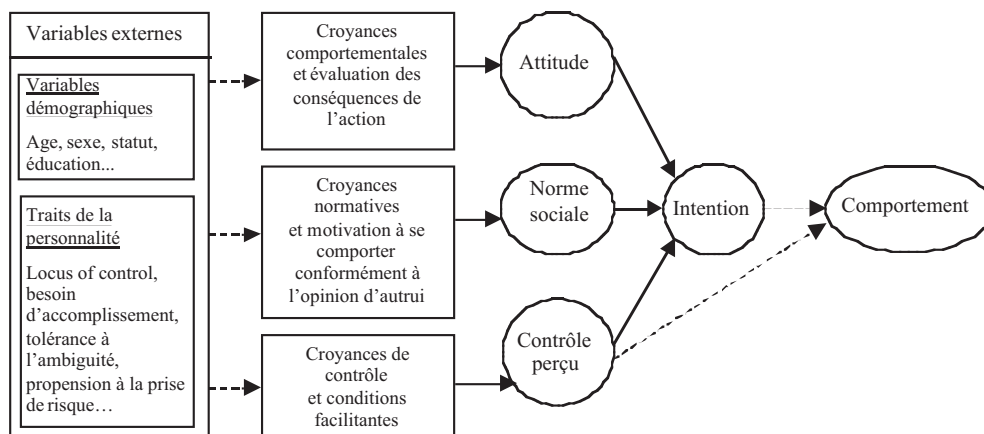 Variables externes
Variables
démographiques
Age, sexe, statut,
éducation...
Traits de la
personnalité
Locus of control,
besoin
d'accomplissement,
tolérance à
l'ambiguité,
propension à la prise
de risque…
Croyances
comportementales
et évaluation des
conséquences de
l'action
Croyances
normatives
et motivation à se
comporter
conformément à
l'opinion d'autrui
Croyances de
contrôle
et conditions
facilitantes
Attitude
Norme
sociale
Contrôle
perçu
Intention
Comportement